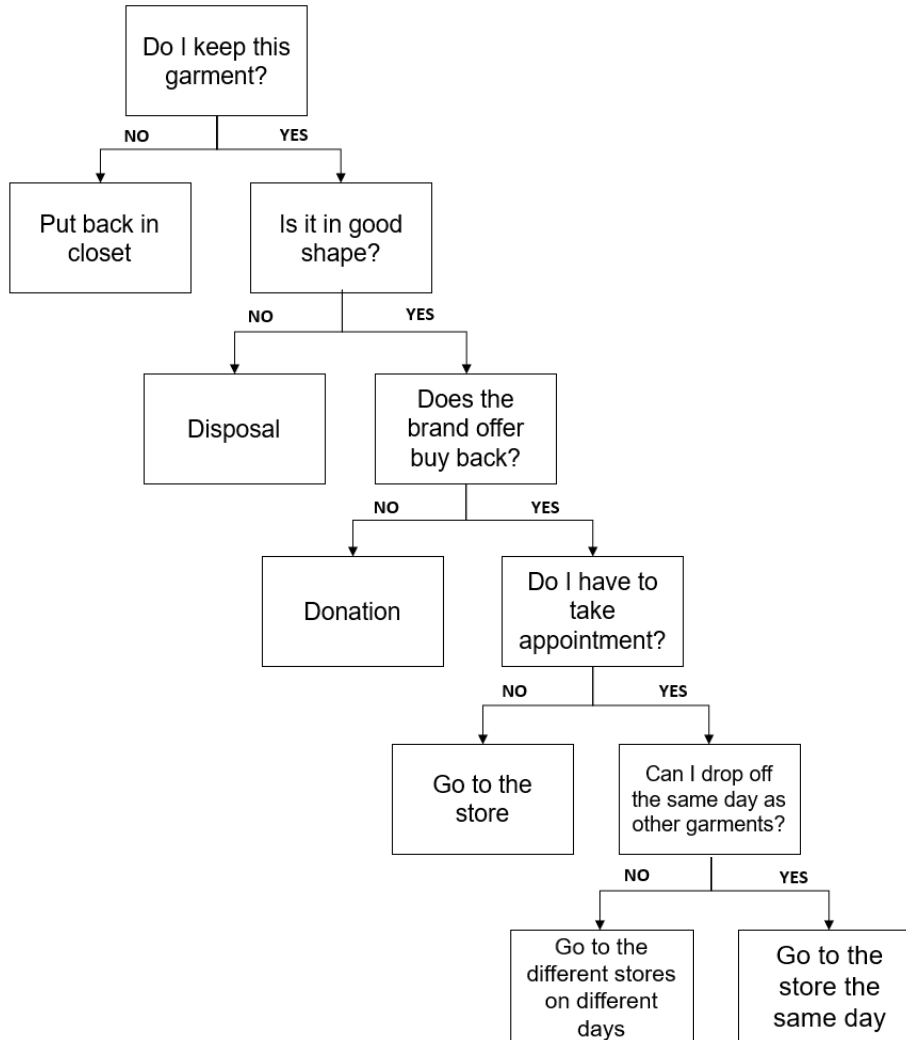 Do I keep this
garment?
NO
YES
Put back in
closet
Is it in good
shape?
NO
YES
Disposal
Does the
brand offer
buy back?
NO
YES
Donation
Do I have to
take
appointment?
NO
YES
Go to the
store
Can I drop off
the same day as
other garments?
NO
YES
Go to the
different stores
on different
days
Go to the
store the
same day